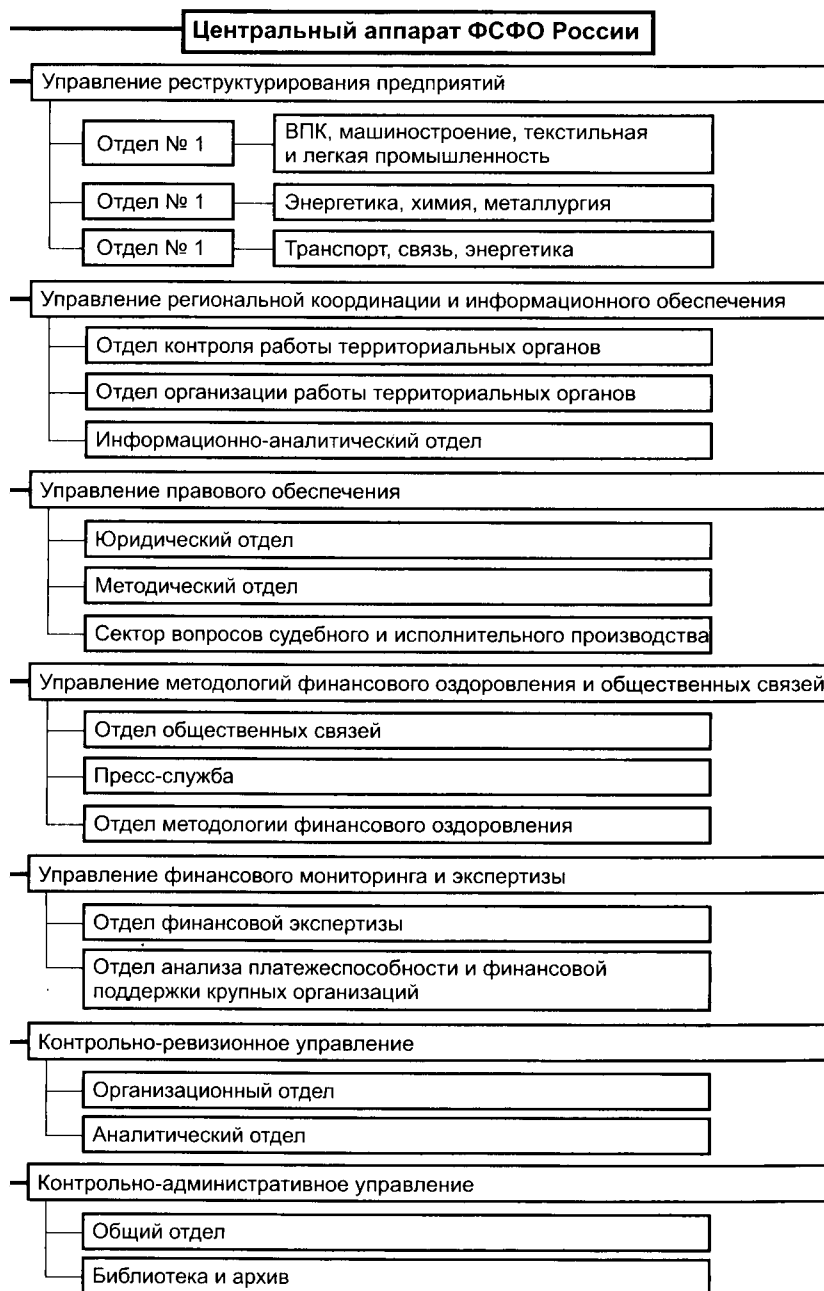 Центральный аппарат ФСФО России
Управление реструктурирования предприятий
Отдел № 1
ВПК, машиностроение, текстильная
и легкая промышленность
Отдел № 1
Энергетика, химия, металлургия
Отдел № 1
Транспорт, связь, энергетика
Управление региональной координации и информационного обеспечения
Отдел контроля работы территориальных органов
Отдел организации работы территориальных органов
Информационно-аналитический отдел
Управление правового обеспечения
Юридический отдел
Методический отдел
Сектор вопросов судебного и исполнительного производства
Управление методологий финансового оздоровления и общественных связей
Отдел общественных связей
Пресс-служба
Отдел методологии финансового оздоровления
Управление финансового мониторинга и экспертизы
Отдел финансовой экспертизы
Отдел анализа платежеспособности и финансовой
поддержки крупных организаций
Контрольно-ревизионное управление
Организационный отдел
Аналитический отдел
Контрольно-административное управление
Общий отдел
Библиотека и архив